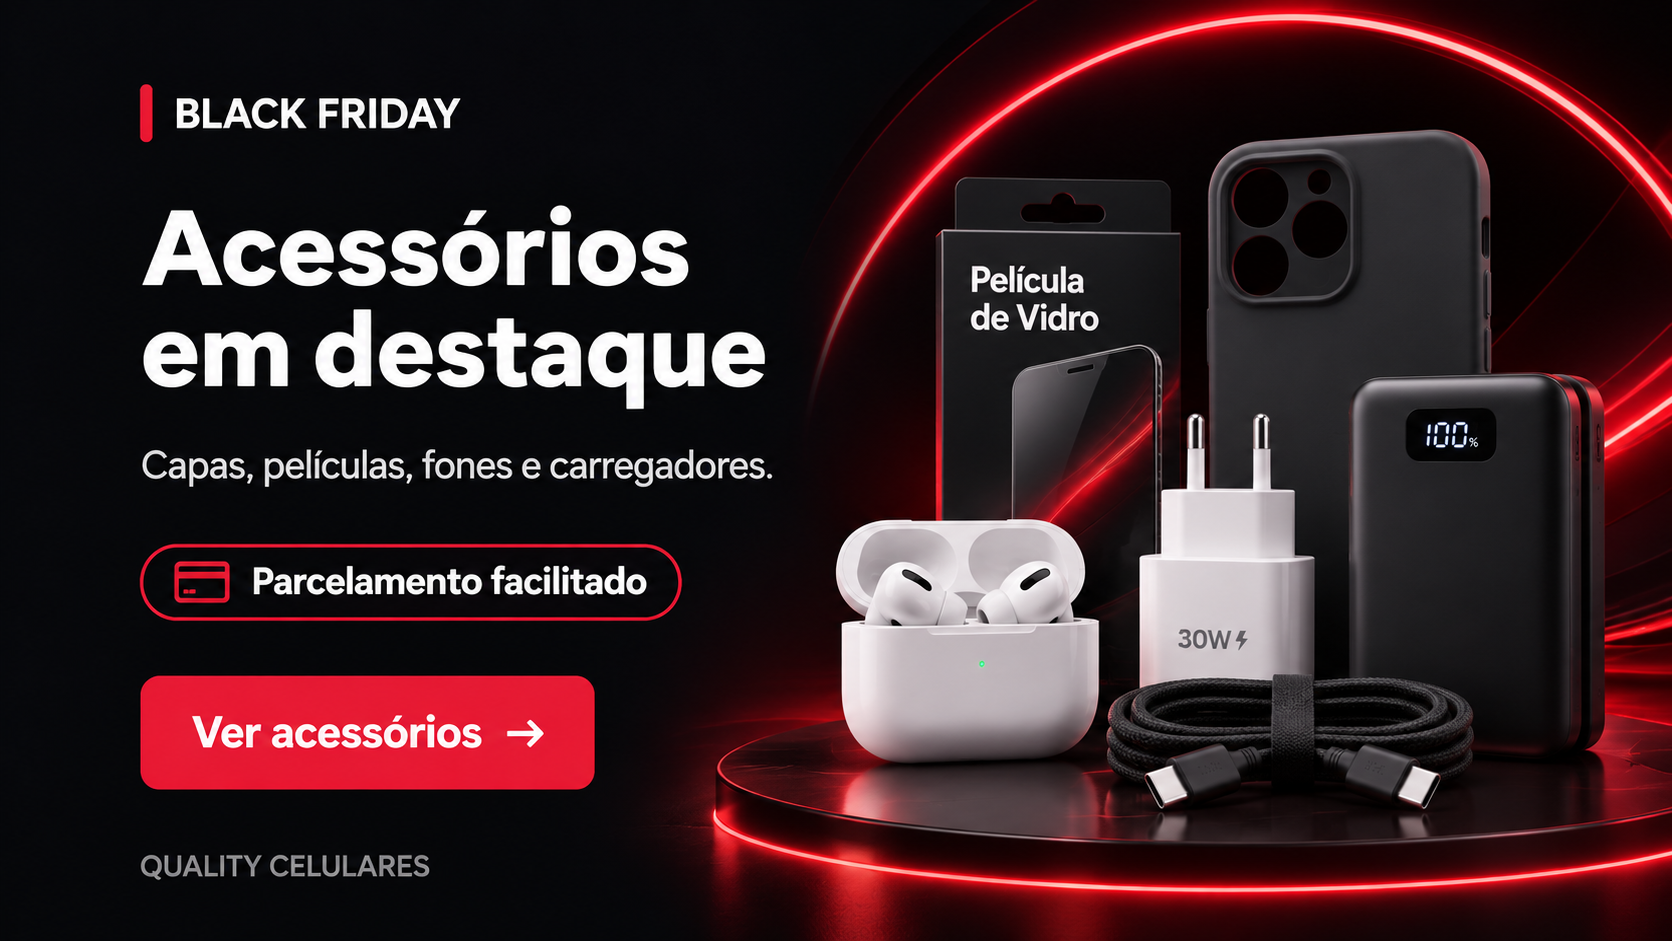 BLACK FRIDAY
Acessórios
em destaque
Capas, películas, fones e carregadores.
Parcelamento facilitado
Ver acessórios →
QUALITY CELULARES
Película
de Vidro
100%
30W